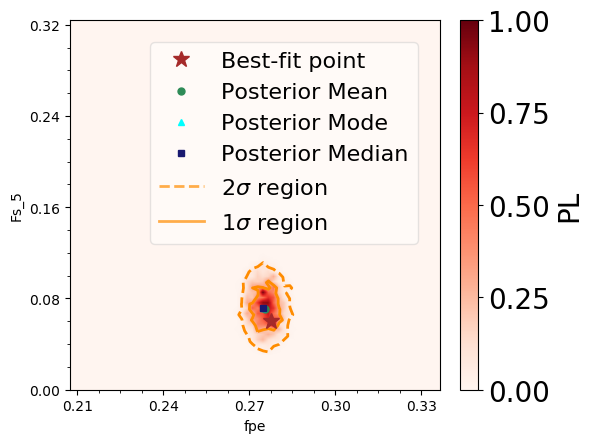 0.32
0.24
0.16
0.08
0.00
Fs_5
Best-fit point
Posterior Mean
Posterior Mode
Posterior Median
2σ region
1σ region
0.21
0.24
0.27
0.30
0.33
fpe
1.00
0.75
0.50
0.25
0.00
PL